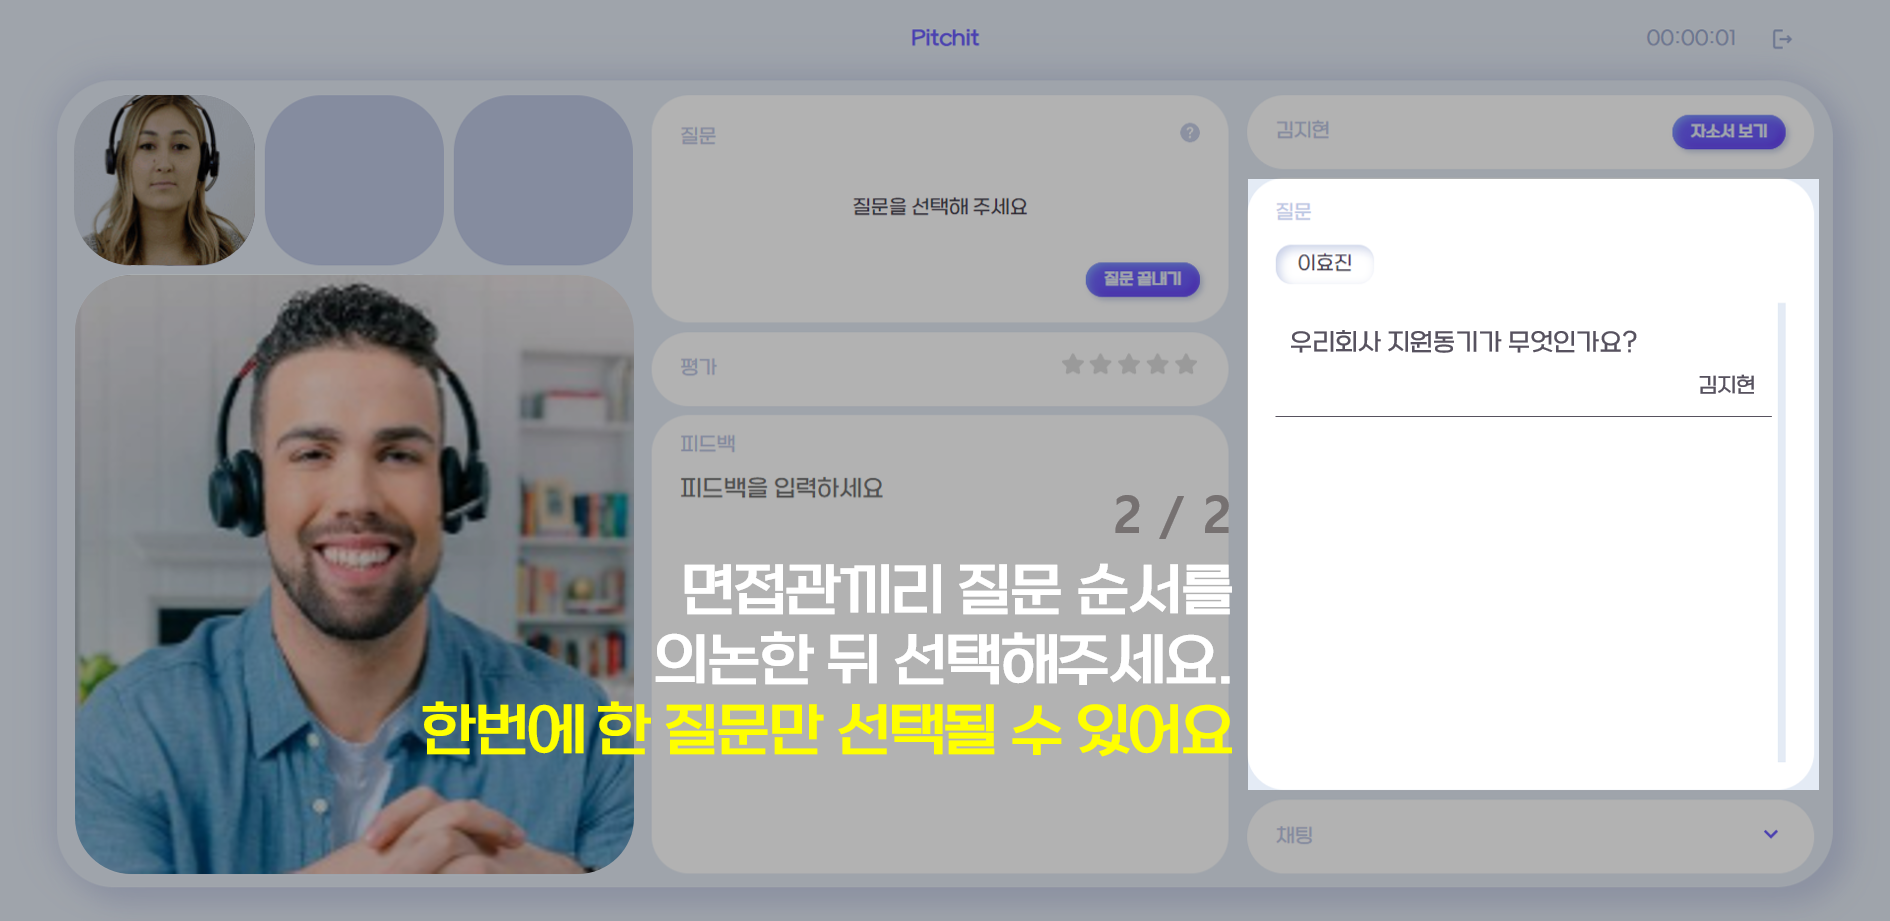 Pitchit
00:00:01
질문
?
질문을 선택해 주세요
질문 끝내기
평가
피드백
피드백을 입력하세요
2 / 2
면접관끼리 질문 순서를
의논한 뒤 선택해주세요.
한번에 한 질문만 선택될 수 있어요
김지현
자소서 보기
질문
이효진
우리회사 지원동기가 무엇인가요?
김지현
채팅